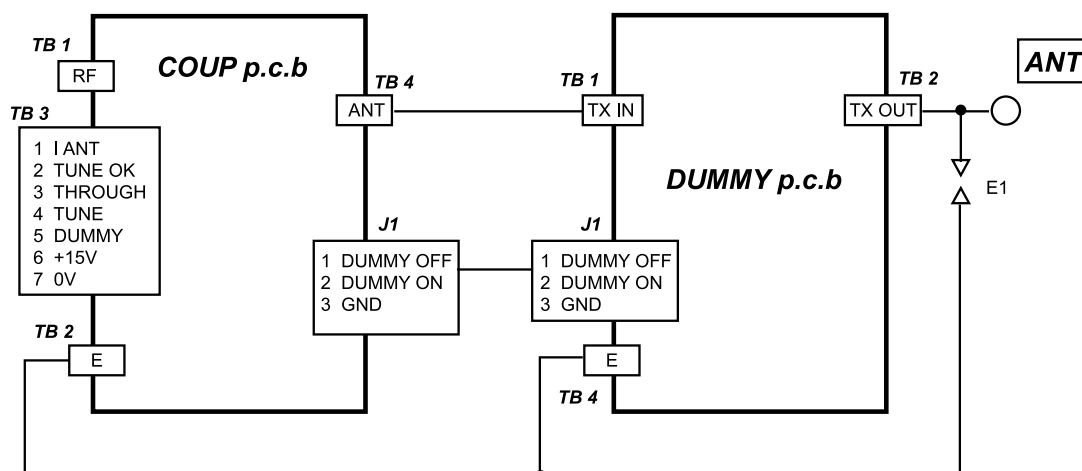 TB 1
RF
COUP p.c.b
TB 3
1 I ANT
2 TUNE OK
3 THROUGH
4 TUNE
5 DUMMY
6 +15V
7 0V
TB 2
E
TB 4
ANT
J1
1 DUMMY OFF
2 DUMMY ON
3 GND
TB 1
TX IN
DUMMY p.c.b
J1
1 DUMMY OFF
2 DUMMY ON
3 GND
E
TB 4
TB 2
TX OUT
ANT
E1